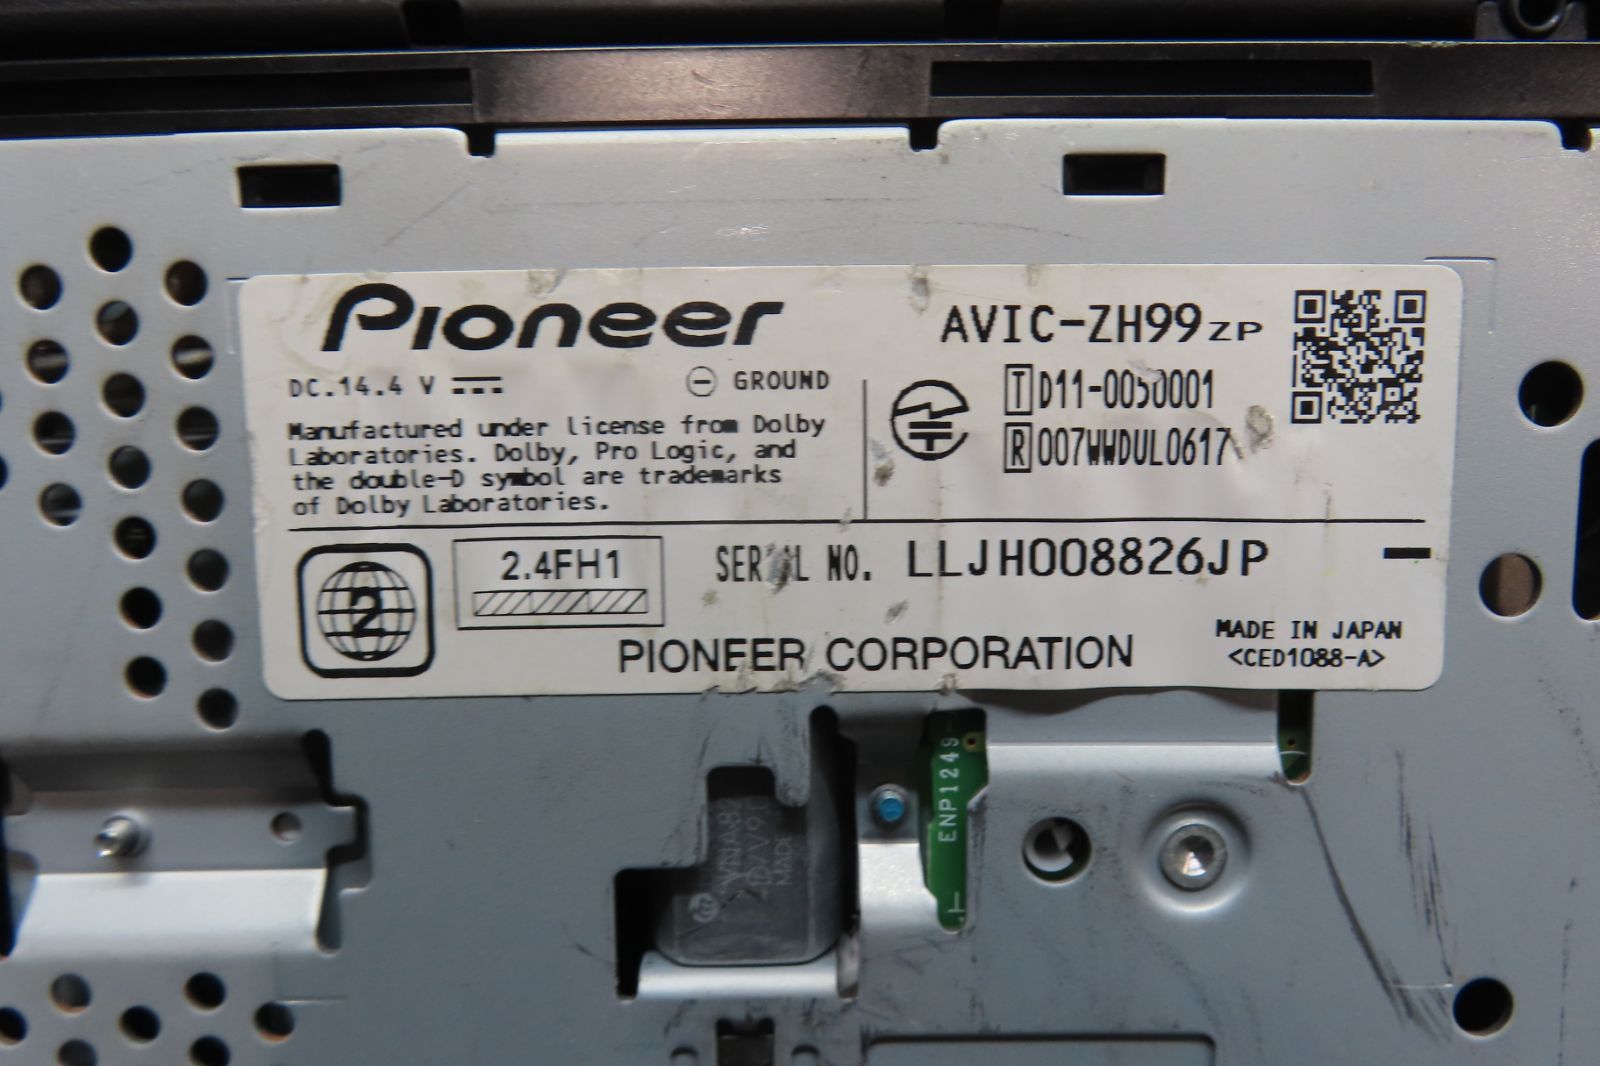 Pioneer
AVIC-ZH99ZP
DC.14.4 V
GROUND
T D11-0050001
R 007WWDUL0617
Manufactured under license from Dolby
Laboratories. Dolby, Pro Logic, and
the double-D symbol are trademarks
of Dolby Laboratories.
2
2.4FH1
SERIAL NO. LLJH008826JP
PIONEER CORPORATION
MADE IN JAPAN
<CED1088-A>
ENP1249
MADE